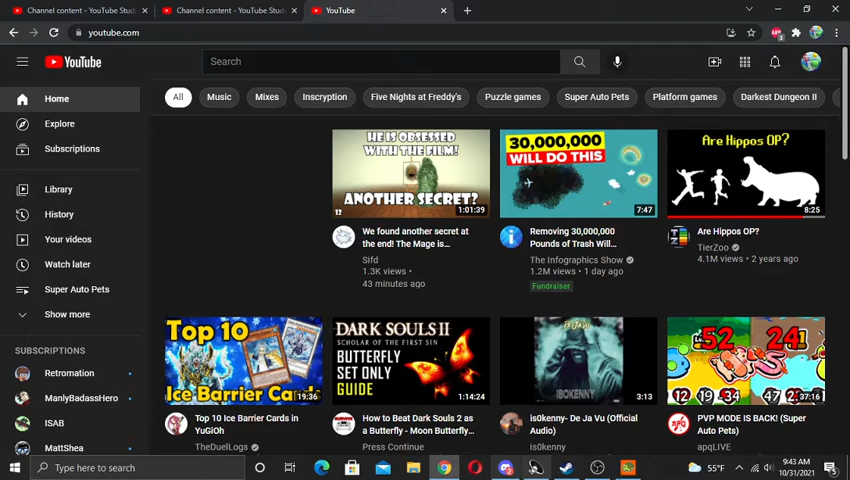 Channel content - YouTube Stud
Channel content - YouTube Stud
YouTube
youtube.com
YouTube
Search
All
Music
Mixes
Inscryption
Five Nights at Freddy's
Puzzle games
Super Auto Pets
Platform games
Darkest Dungeon II
Home
Explore
Subscriptions
Library
History
Your videos
Watch later
Super Auto Pets
Show more
SUBSCRIPTIONS
Retromation
ManlyBadassHero
ISAB
MattShea
HE IS OBSESSED
WITH THE FILM!
ANOTHER SECRET?
1:01:39
We found another secret at
the end! The Mage is...
Sifd
1.3K views •
43 minutes ago
30,000,000
WILL DO THIS
7:47
Removing 30,000,000
Pounds of Trash Will...
The Infographics Show
1.2M views • 1 day ago
Fundraiser
Are Hippos OP?
8:25
Are Hippos OP?
TierZoo
4.1M views • 2 years ago
Top 10
Ice Barrier Cards
19:36
Top 10 Ice Barrier Cards in
YuGiOh
TheDuelLogs
DARK SOULS II
SCHOLAR OF THE FIRST SIN
BUTTERFLY
SET ONLY
GUIDE
1:14:24
How to Beat Dark Souls 2 as
a Butterfly - Moon Butterfly...
Press Continue
IS0KENNY
3:13
is0kenny- De Ja Vu (Official
Audio)
is0kenny
52
24
12 19 34
47
37:16
PVP MODE IS BACK! (Super
Auto Pets)
apqLIVE
Type here to search
55°F
9:43 AM
10/31/2021